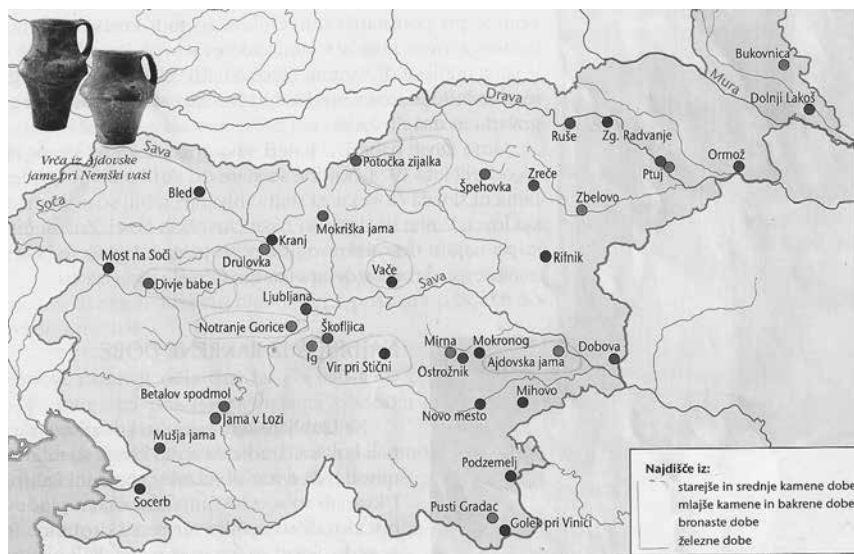 Vrča iz Ajdovske
jame pri Nemški vasi
Bukovnica
Mura
Dolnji Lakoš
Drava
Ruše
Zg. Radvanje
Ormož
Ptuj
Sava
Potočka zijalka
Zreče
Špehovka
Bled
Zbelovo
Soča
Mokriška jama
Kranj
Drulovka
Rifnik
Most na Soči
Vače
Sava
Divje babe I
Ljubljana
Notranje Gorice
Škofljica
Ig
Mirna
Mokronog
Dobova
Ajdovska jama
Ostrožnik
Vir pri Stični
Betalov spodmol
Mihovo
Novo mesto
Jama v Lozi
Mušja jama
Podzemelj
Socerb
Pusti Gradac
Golek pri Vinici
Najdišče iz:
starejše in srednje kamene dobe
mlajše kamene in bakrene dobe
bronaste dobe
železne dobe